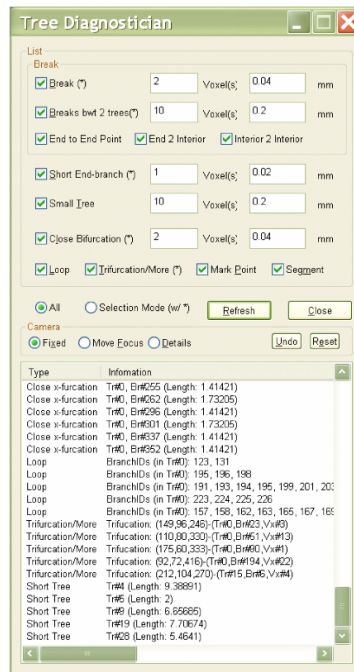 Tree Diagnostician
List
Break
Break (*) 2 Voxel(s) 0.04 mm
Breaks bwt 2 trees(*) 10 Voxel(s) 0.2 mm
End to End Point End 2 Interior Interior 2 Interior
Short End-branch (*) 1 Voxel(s) 0.02 mm
Small Tree 10 Voxel(s) 0.2 mm
Close Bifurcation (*) 2 Voxel(s) 0.04 mm
Loop Trifurcation/More (*) Mark Point Segment
All Selection Mode (w/ *) Refresh Close
Camera
Fixed Move Focus Details Undo Reset
Type Infomation
Close x-furcation Tr#0, Br#255 (Length: 1.41421)
Close x-furcation Tr#0, Br#262 (Length: 1.73205)
Close x-furcation Tr#0, Br#296 (Length: 1.41421)
Close x-furcation Tr#0, Br#301 (Length: 1.73205)
Close x-furcation Tr#0, Br#337 (Length: 1.41421)
Close x-furcation Tr#0, Br#352 (Length: 1.41421)
Loop BranchIDs (in Tr#0): 123, 131
Loop BranchIDs (in Tr#0): 195, 196, 198
Loop BranchIDs (in Tr#0): 191, 193, 194, 195, 199, 201, 203
Loop BranchIDs (in Tr#0): 223, 224, 225, 226
Loop BranchIDs (in Tr#0): 157, 158, 162, 163, 165, 167, 169
Trifurcation/More Trifucation: (149,96,246)-(Tr#0,Br#23,Vx#3)
Trifurcation/More Trifucation: (110,80,330)-(Tr#0,Br#51,Vx#13)
Trifurcation/More Trifucation: (175,60,333)-(Tr#0,Br#90,Vx#1)
Trifurcation/More Trifucation: (92,72,416)-(Tr#0,Br#194,Vx#22)
Trifurcation/More Trifucation: (212,104,270)-(Tr#15,Br#6,Vx#4)
Short Tree Tr#4 (Length: 9.38891)
Short Tree Tr#5 (Length: 2)
Short Tree Tr#9 (Length: 6.65685)
Short Tree Tr#19 (Length: 7.70674)
Short Tree Tr#28 (Length: 5.4641)